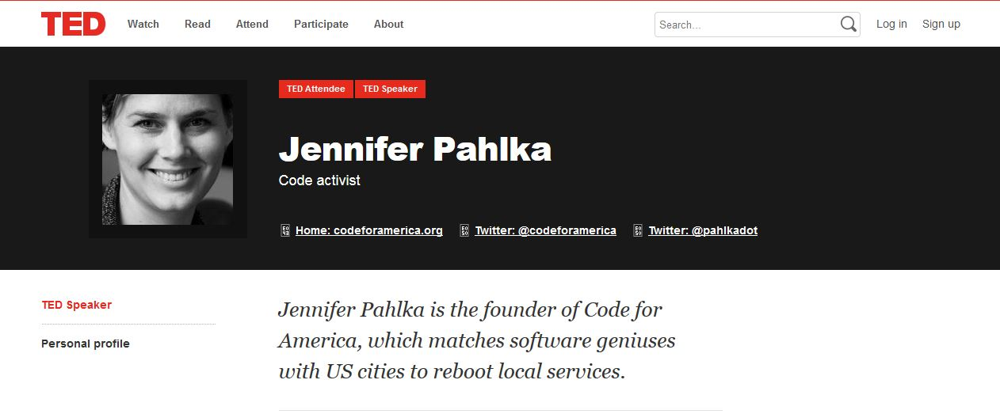 TED Watch Read Attend Participate About Search... Log in Sign up
TED Attendee TED Speaker
Jennifer Pahlka
Code activist
Home: codeforamerica.org Twitter: @codeforamerica Twitter: @pahlkadot
TED Speaker
Personal profile
Jennifer Pahlka is the founder of Code for
America, which matches software geniuses
with US cities to reboot local services.